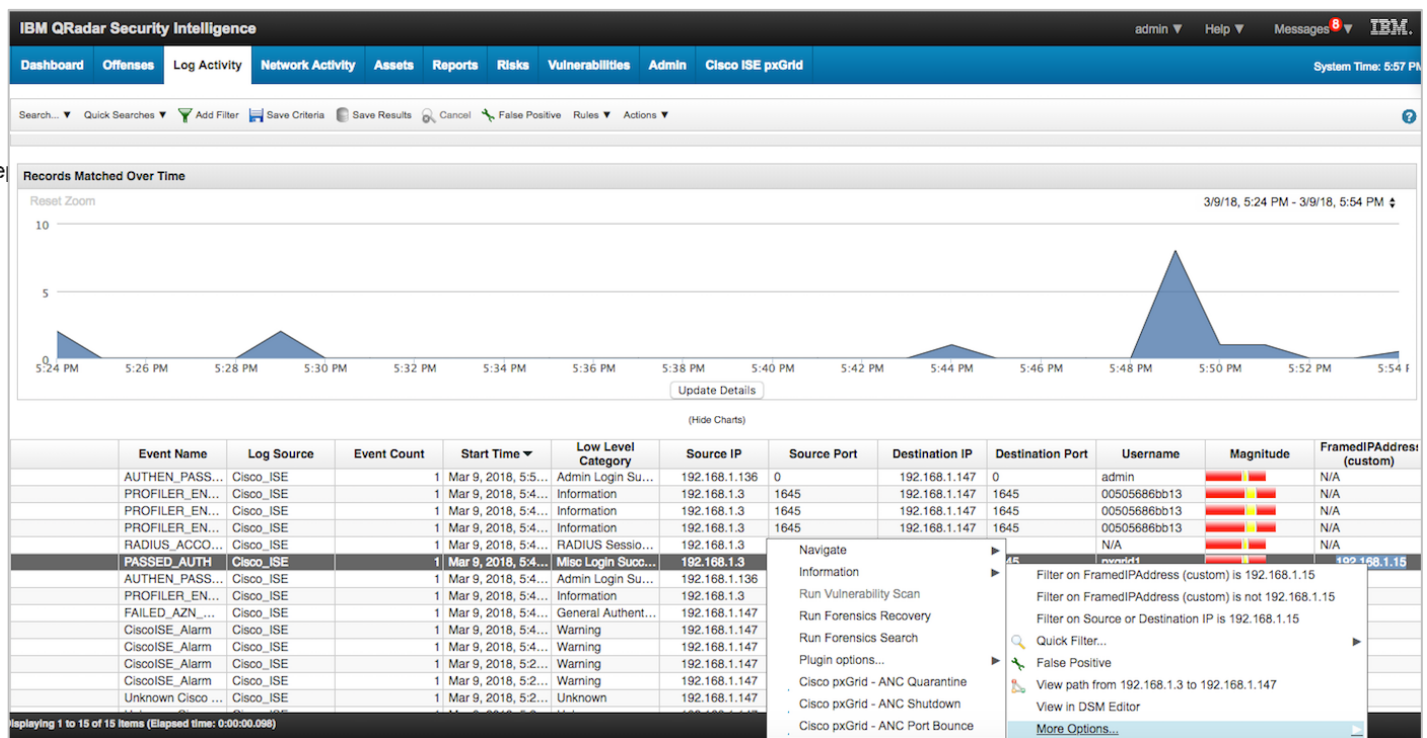 IBM QRadar Security Intelligence admin ▼ Help ▼ Messages 8 ▼ IBM.
Dashboard Offenses Log Activity Network Activity Assets Reports Risks Vulnerabilities Admin Cisco ISE pxGrid System Time: 5:57 PM
Search... ▼ Quick Searches ▼ Add Filter Save Criteria Save Results Cancel False Positive Rules ▼ Actions ▼ ?
Records Matched Over Time
Reset Zoom 3/9/18, 5:24 PM - 3/9/18, 5:54 PM
10
5
0
5:24 PM 5:26 PM 5:28 PM 5:30 PM 5:32 PM 5:34 PM 5:36 PM 5:38 PM 5:40 PM 5:42 PM 5:44 PM 5:46 PM 5:48 PM 5:50 PM 5:52 PM 5:54 P
Update Details
(Hide Charts)
Event Name Log Source Event Count Start Time ▼ Low Level Category Source IP Source Port Destination IP Destination Port Username Magnitude FramedIPAddress (custom)
AUTHEN_PASS... Cisco_ISE 1 Mar 9, 2018, 5:5... Admin Login Su... 192.168.1.136 0 192.168.1.147 0 admin N/A
PROFILER_EN... Cisco_ISE 1 Mar 9, 2018, 5:4... Information 192.168.1.3 1645 192.168.1.147 1645 00505686bb13 N/A
PROFILER_EN... Cisco_ISE 1 Mar 9, 2018, 5:4... Information 192.168.1.3 1645 192.168.1.147 1645 00505686bb13 N/A
PROFILER_EN... Cisco_ISE 1 Mar 9, 2018, 5:4... Information 192.168.1.3 1645 192.168.1.147 1645 00505686bb13 N/A
RADIUS_ACCO... Cisco_ISE 1 Mar 9, 2018, 5:4... RADIUS Sessio... 192.168.1.3 N/A N/A
PASSED_AUTH Cisco_ISE 1 Mar 9, 2018, 5:4... Misc Login Succ... 192.168.1.3 45 pxgrid1 192.168.1.15
AUTHEN_PASS... Cisco_ISE 1 Mar 9, 2018, 5:4... Admin Login Su... 192.168.1.136
PROFILER_EN... Cisco_ISE 1 Mar 9, 2018, 5:4... Information 192.168.1.3
FAILED_AZN_... Cisco_ISE 1 Mar 9, 2018, 5:4... General Authent... 192.168.1.147
CiscoISE_Alarm Cisco_ISE 1 Mar 9, 2018, 5:4... Warning 192.168.1.147
CiscoISE_Alarm Cisco_ISE 1 Mar 9, 2018, 5:4... Warning 192.168.1.147
CiscoISE_Alarm Cisco_ISE 1 Mar 9, 2018, 5:2... Warning 192.168.1.147
CiscoISE_Alarm Cisco_ISE 1 Mar 9, 2018, 5:2... Warning 192.168.1.147
Unknown Cisco ... Cisco_ISE 1 Mar 9, 2018, 5:2... Unknown 192.168.1.147
Navigate
Information
Run Vulnerability Scan
Run Forensics Recovery
Run Forensics Search
Plugin options...
Cisco pxGrid - ANC Quarantine
Cisco pxGrid - ANC Shutdown
Cisco pxGrid - ANC Port Bounce
Filter on FramedIPAddress (custom) is 192.168.1.15
Filter on FramedIPAddress (custom) is not 192.168.1.15
Filter on Source or Destination IP is 192.168.1.15
Quick Filter...
False Positive
View path from 192.168.1.3 to 192.168.1.147
View in DSM Editor
More Options...
isplaying 1 to 15 of 15 items (Elapsed time: 0:00:00.098)